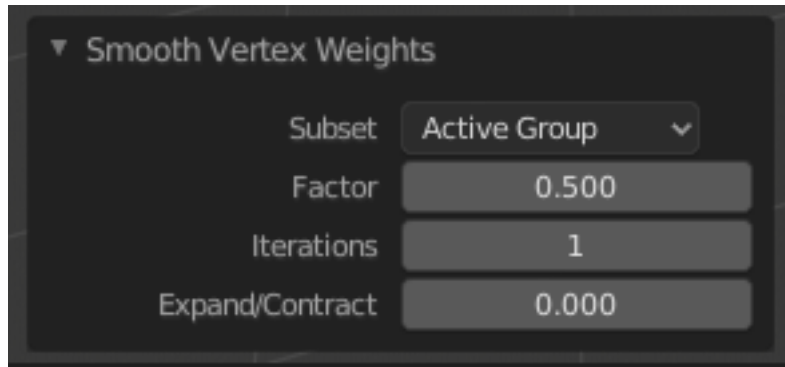 Smooth Vertex Weights
Subset Active Group
Factor 0.500
Iterations 1
Expand/Contract 0.000